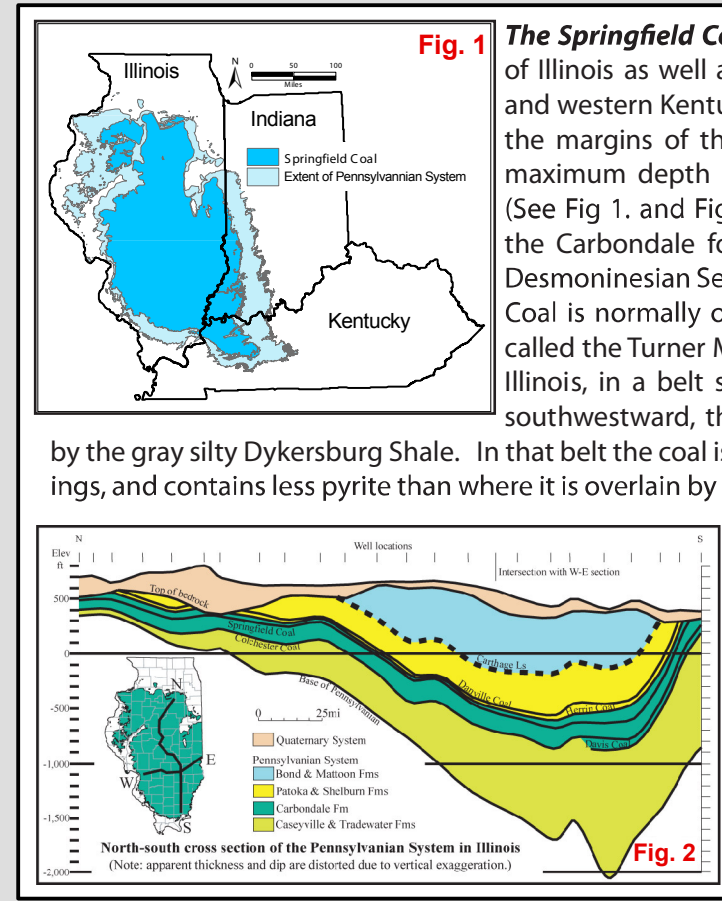 Fig. 1
Illinois
N
0 50 100
Miles
Indiana
Springfield Coal
Extent of Pennsylvannian System
Kentucky
The Springfield Co
of Illinois as well a
and western Kentu
the margins of th
maximum depth
(See Fig 1. and Fig
the Carbondale fo
Desmoninesian Se
Coal is normally o
called the Turner M
Illinois, in a belt s
southwestward, th
by the gray silty Dykersburg Shale. In that belt the coal is
ings, and contains less pyrite than where it is overlain by
N S
Elev
ft
Well locations
Intersection with W-E section
500
0
-500
-1,000
-1,500
-2,000
Top of bedrock
Springfield Coal
Colchester Coal
Base of Pennsylvanian
Carthage Ls
Danville Coal
Herrin Coal
Davis Coal
N
W E
S
0 25mi
Quaternary System
Pennsylvanian System
Bond & Mattoon Fms
Patoka & Shelburn Fms
Carbondale Fm
Caseyville & Tradewater Fms
North-south cross section of the Pennsylvanian System in Illinois
(Note: apparent thickness and dip are distorted due to vertical exaggeration.)
Fig. 2